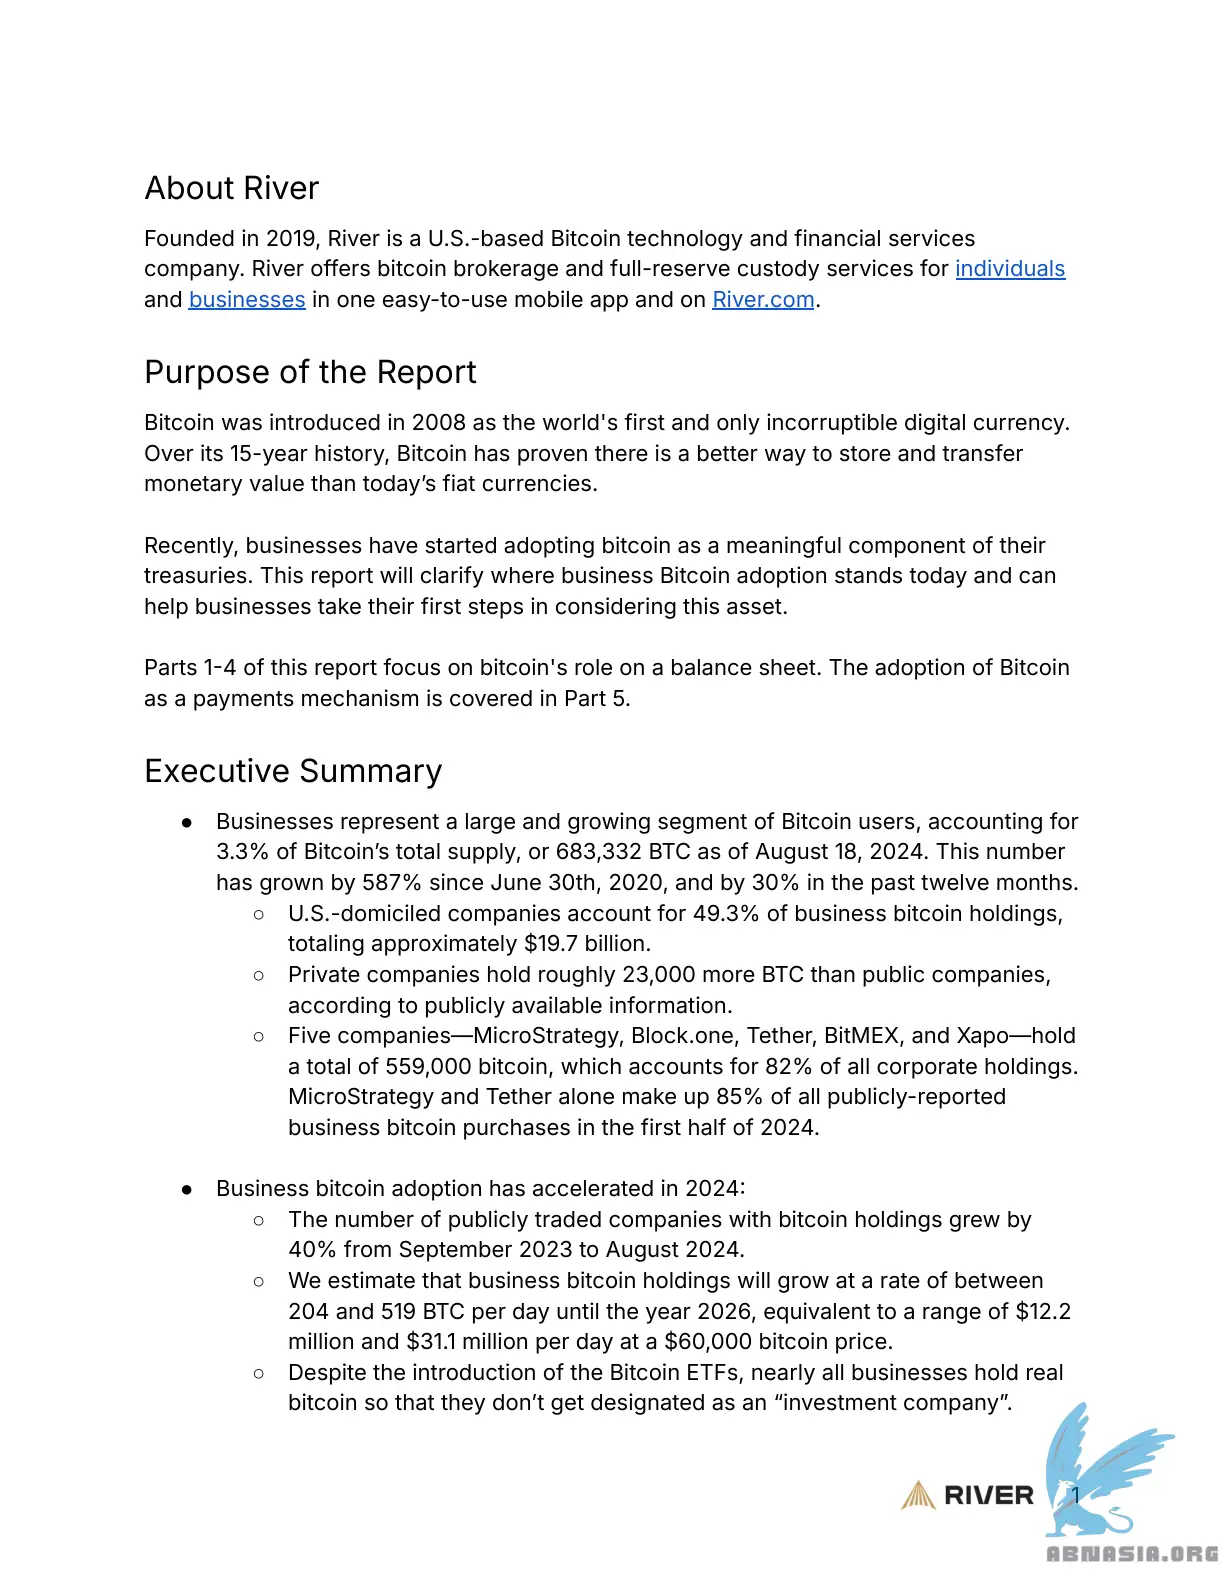 About River
Founded in 2019, River is a U.S.-based Bitcoin technology and financial services
company. River offers bitcoin brokerage and full-reserve custody services for individuals
and businesses in one easy-to-use mobile app and on River.com.
Purpose of the Report
Bitcoin was introduced in 2008 as the world's first and only incorruptible digital currency.
Over its 15-year history, Bitcoin has proven there is a better way to store and transfer
monetary value than today’s fiat currencies.
Recently, businesses have started adopting bitcoin as a meaningful component of their
treasuries. This report will clarify where business Bitcoin adoption stands today and can
help businesses take their first steps in considering this asset.
Parts 1-4 of this report focus on bitcoin's role on a balance sheet. The adoption of Bitcoin
as a payments mechanism is covered in Part 5.
Executive Summary
● Businesses represent a large and growing segment of Bitcoin users, accounting for
3.3% of Bitcoin’s total supply, or 683,332 BTC as of August 18, 2024. This number
has grown by 587% since June 30th, 2020, and by 30% in the past twelve months.
○ U.S.-domiciled companies account for 49.3% of business bitcoin holdings,
totaling approximately $19.7 billion.
○ Private companies hold roughly 23,000 more BTC than public companies,
according to publicly available information.
○ Five companies—MicroStrategy, Block.one, Tether, BitMEX, and Xapo—hold
a total of 559,000 bitcoin, which accounts for 82% of all corporate holdings.
MicroStrategy and Tether alone make up 85% of all publicly-reported
business bitcoin purchases in the first half of 2024.
● Business bitcoin adoption has accelerated in 2024:
○ The number of publicly traded companies with bitcoin holdings grew by
40% from September 2023 to August 2024.
○ We estimate that business bitcoin holdings will grow at a rate of between
204 and 519 BTC per day until the year 2026, equivalent to a range of $12.2
million and $31.1 million per day at a $60,000 bitcoin price.
○ Despite the introduction of the Bitcoin ETFs, nearly all businesses hold real
bitcoin so that they don’t get designated as an “investment company”.
RIVER
1
ABNASIA.ORG